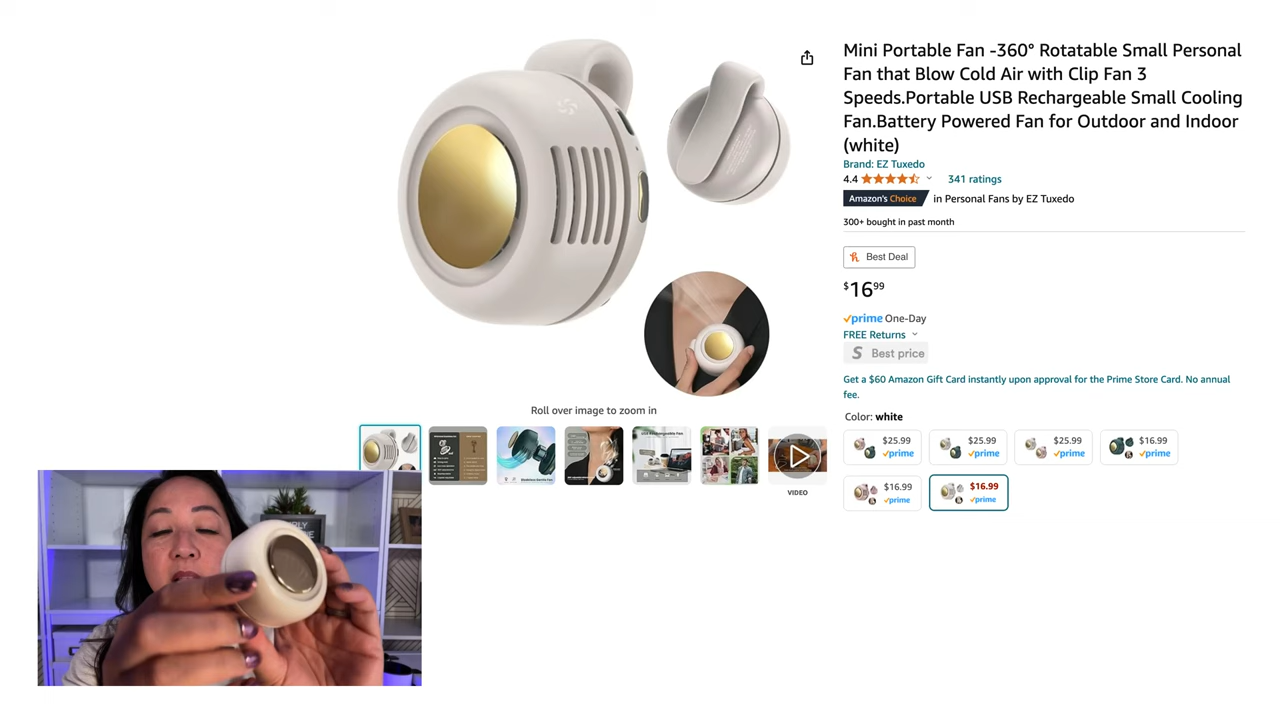 Mini Portable Fan -360° Rotatable Small Personal
Fan that Blow Cold Air with Clip Fan 3
Speeds.Portable USB Rechargeable Small Cooling
Fan.Battery Powered Fan for Outdoor and Indoor
(white)
Brand: EZ Tuxedo
4.4
341 ratings
Amazon's Choice in Personal Fans by EZ Tuxedo
300+ bought in past month
Best Deal
$16.99
prime One-Day
FREE Returns
S Best price
Get a $60 Amazon Gift Card instantly upon approval for the Prime Store Card. No annual
fee.
Color: white
$25.99 $25.99 $25.99 $16.99
prime prime prime prime
$16.99 $16.99
prime prime
Roll over image to zoom in
VIDEO